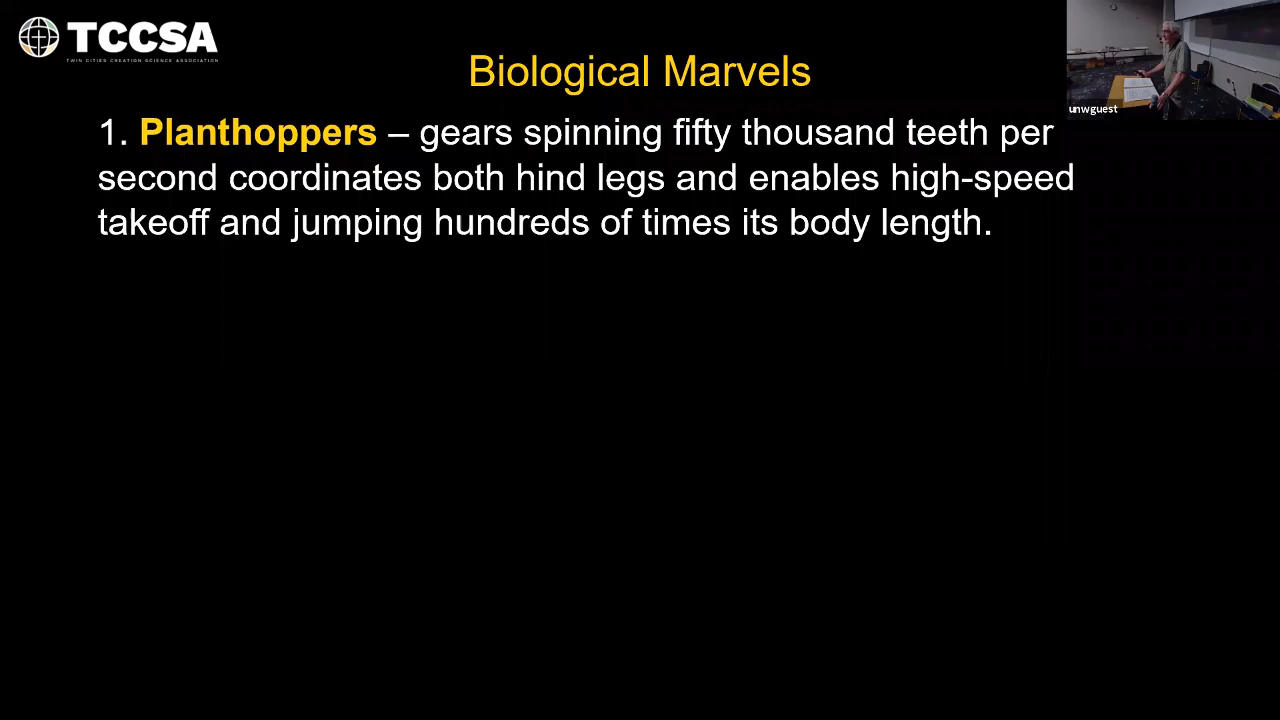 TCCSA
TWIN CITIES CREATION SCIENCE ASSOCIATION
Biological Marvels
unwguest
1. Planthoppers – gears spinning fifty thousand teeth per
second coordinates both hind legs and enables high-speed
takeoff and jumping hundreds of times its body length.